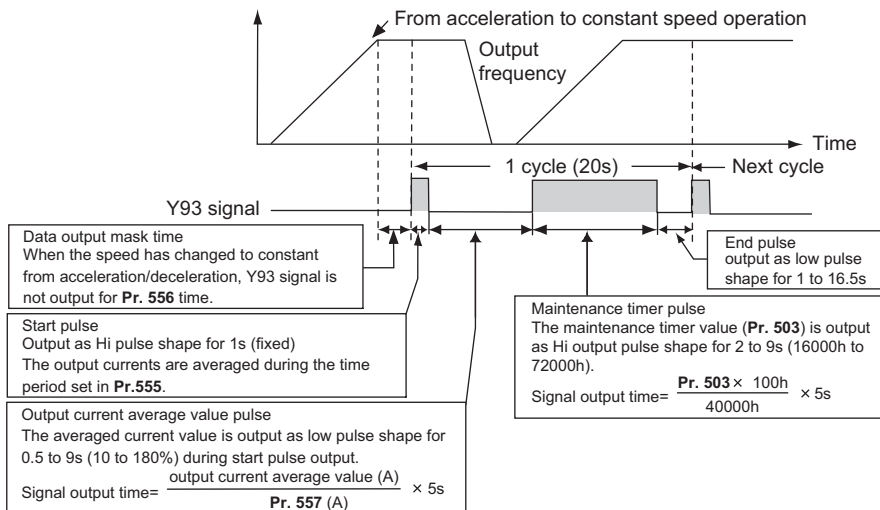 From acceleration to constant speed operation
Output
frequency
Time
1 cycle (20s)
Next cycle
Y93 signal
Data output mask time
When the speed has changed to constant
from acceleration/deceleration, Y93 signal is
not output for Pr. 556 time.
End pulse
output as low pulse
shape for 1 to 16.5s
Start pulse
Output as Hi pulse shape for 1s (fixed)
The output currents are averaged during the time
period set in Pr.555.
Maintenance timer pulse
The maintenance timer value (Pr. 503) is output
as Hi output pulse shape for 2 to 9s (16000h to
72000h).
Signal output time= Pr. 503 × 100h
40000h
× 5s
Output current average value pulse
The averaged current value is output as low pulse shape for
0.5 to 9s (10 to 180%) during start pulse output.
Signal output time= output current average value (A)
Pr. 557 (A)
× 5s